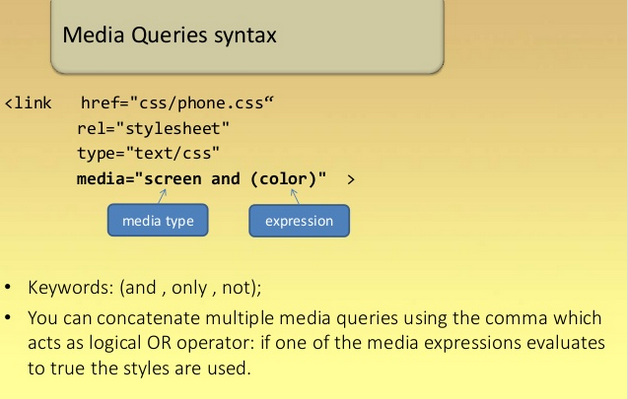 Media Queries syntax
<link href="css/phone.css“
rel="stylesheet"
type="text/css"
media="screen and (color)" >
media type expression
• Keywords: (and , only , not);
• You can concatenate multiple media queries using the comma which
acts as logical OR operator: if one of the media expressions evaluates
to true the styles are used.